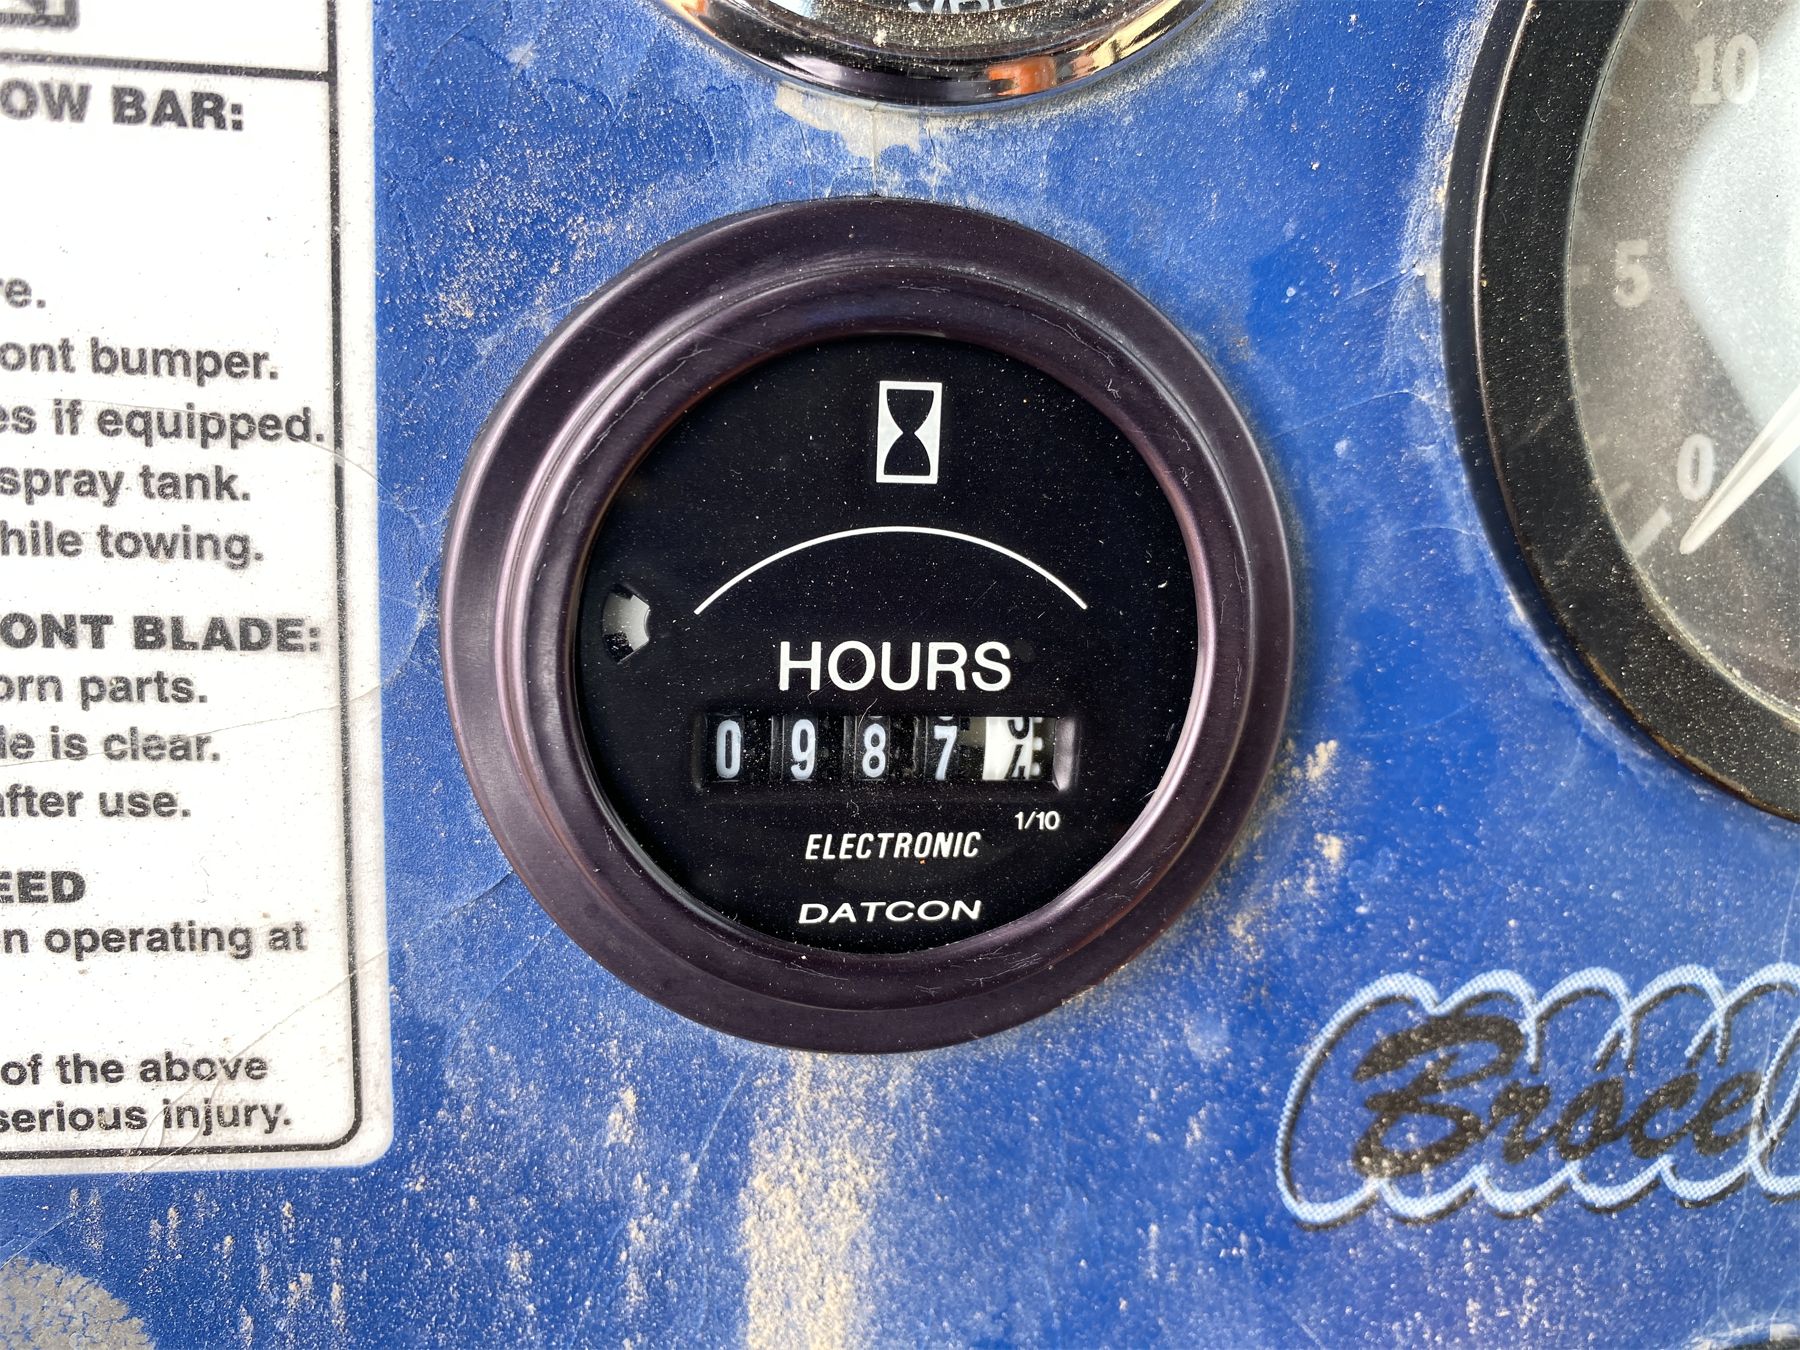 OW BAR:
re.
ont bumper.
es if equipped.
spray tank.
hile towing.
ONT BLADE:
orn parts.
le is clear.
after use.
EED
n operating at
of the above
serious injury.
HOURS
0 9 8 7
1/10
ELECTRONIC
DATCON
10
5
0
Broce